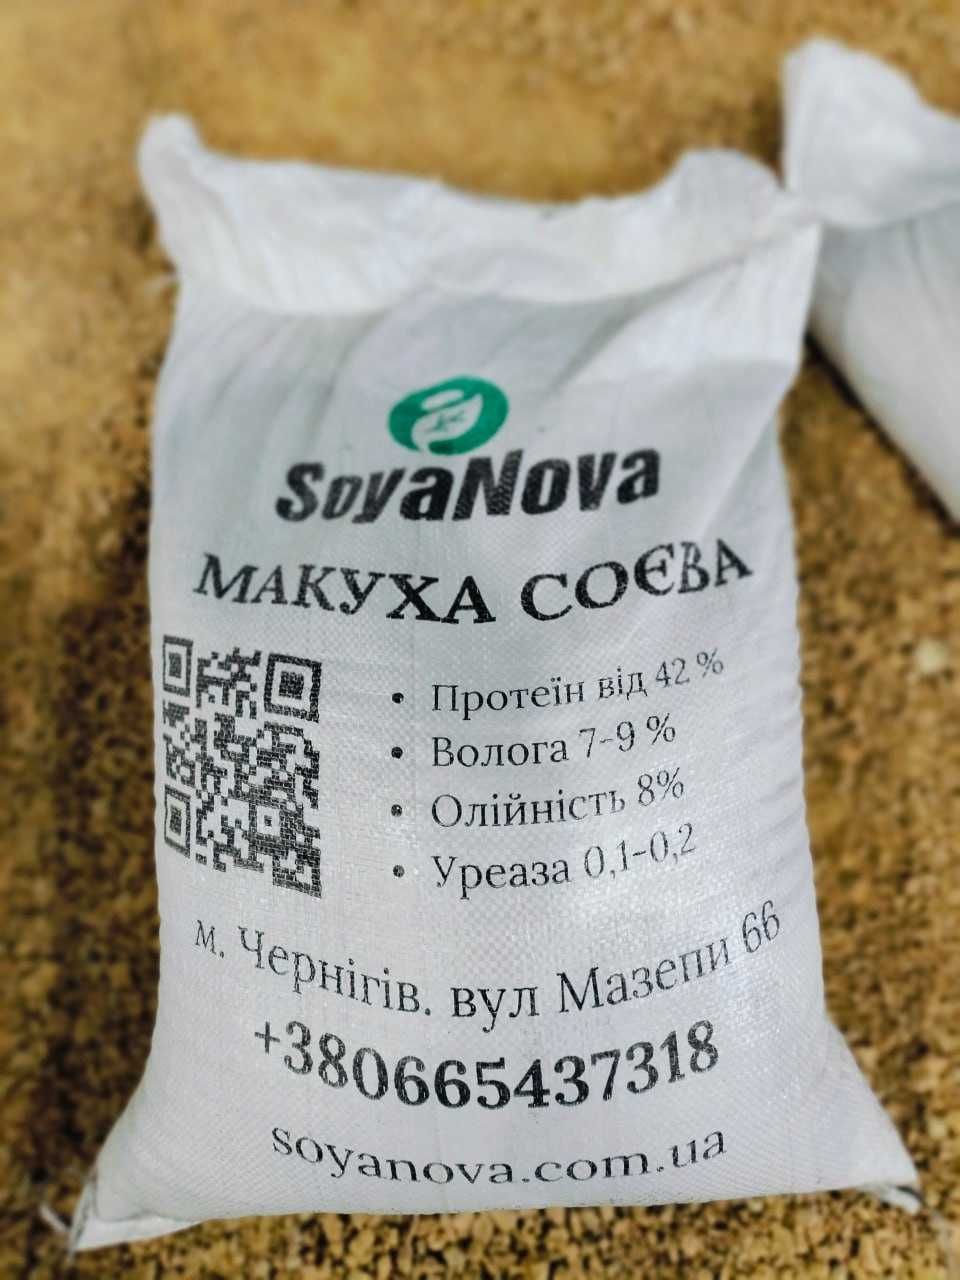 SoyaNova
МАКУХА СОЄВА
• Протеїн від 42 %
• Волога 7-9 %
• Олійність 8%
• Уреаза 0,1-0,2
м. Чернігів. вул Мазепи 66
+380665437318
soyanova.com.ua